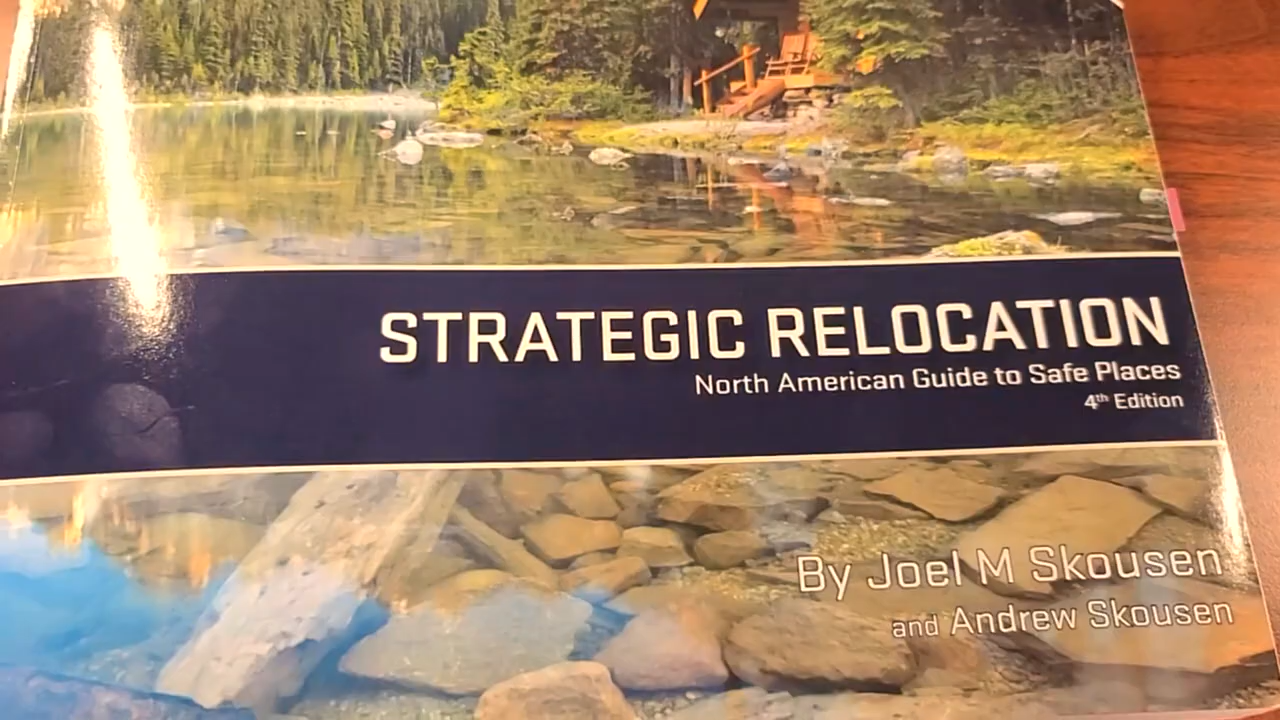 STRATEGIC RELOCATION
North American Guide to Safe Places
4th Edition
By Joel M Skousen
and Andrew Skousen